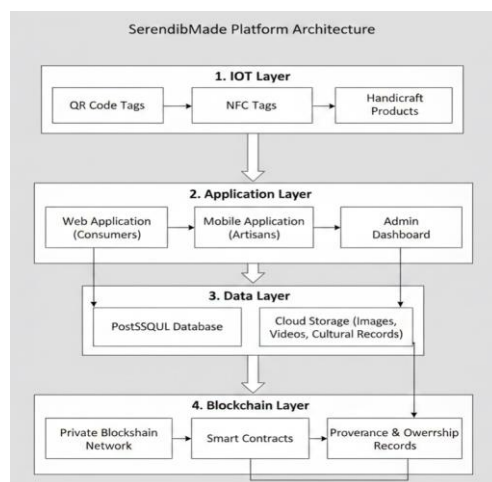 SerendibMade Platform Architecture
1. IOT Layer
QR Code Tags
NFC Tags
Handicraft
Products
2. Application Layer
Web Application
(Consumers)
Mobile Application
(Artisans)
Admin
Dashboard
3. Data Layer
PostSSQUL Database
Cloud Storage (Images,
Videos, Cultural Records)
4. Blockchain Layer
Private Blockshain
Network
Smart Contracts
Proverance & Owerrship
Records